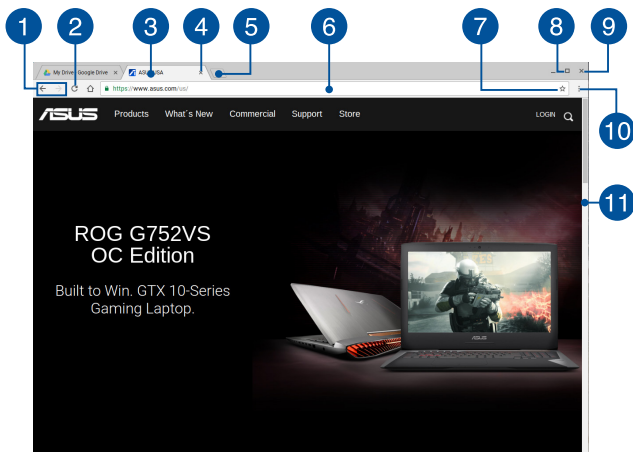 1 2 3 4 5 6 7 8 9
My Drive - Google Drive
https://www.asus.com/us/
10
ASUS Products What´s New Commercial Support Store LOGIN
11
ROG G752VS
OC Edition
Built to Win. GTX 10-Series
Gaming Laptop.
ASUS